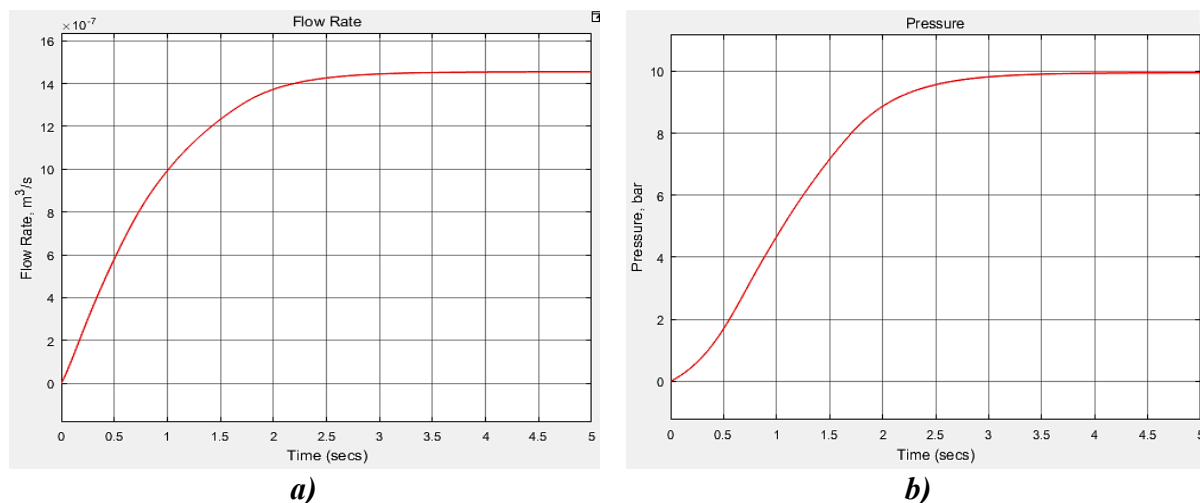 Flow Rate
×10⁻⁷
16
14
12
10
8
6
4
2
0
Flow Rate, m³/s
0 0.5 1 1.5 2 2.5 3 3.5 4 4.5 5
Time (secs)
a)
Pressure
10
8
6
4
2
0
Pressure, bar
0 0.5 1 1.5 2 2.5 3 3.5 4 4.5 5
Time (secs)
b)